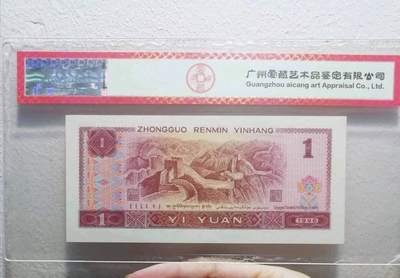 广州爱藏艺术品鉴定有限公司
Guangzhou aicang art Appraisal Co., Ltd.
ZHONGGUO RENMIN YINHANG
1
1
1
YI YUAN